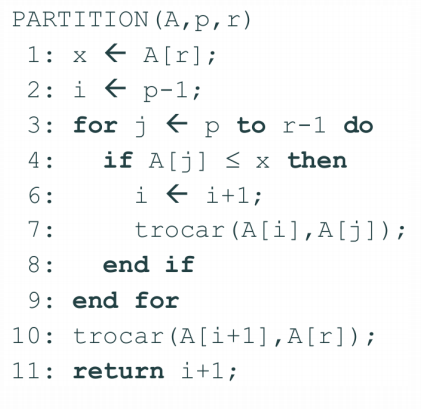 PARTITION(A,p,r)
1: x ← A[r];
2: i ← p-1;
3: for j ← p to r-1 do
4: if A[j] ≤ x then
6: i ← i+1;
7: trocar(A[i],A[j]);
8: end if
9: end for
10: trocar(A[i+1],A[r]);
11: return i+1;